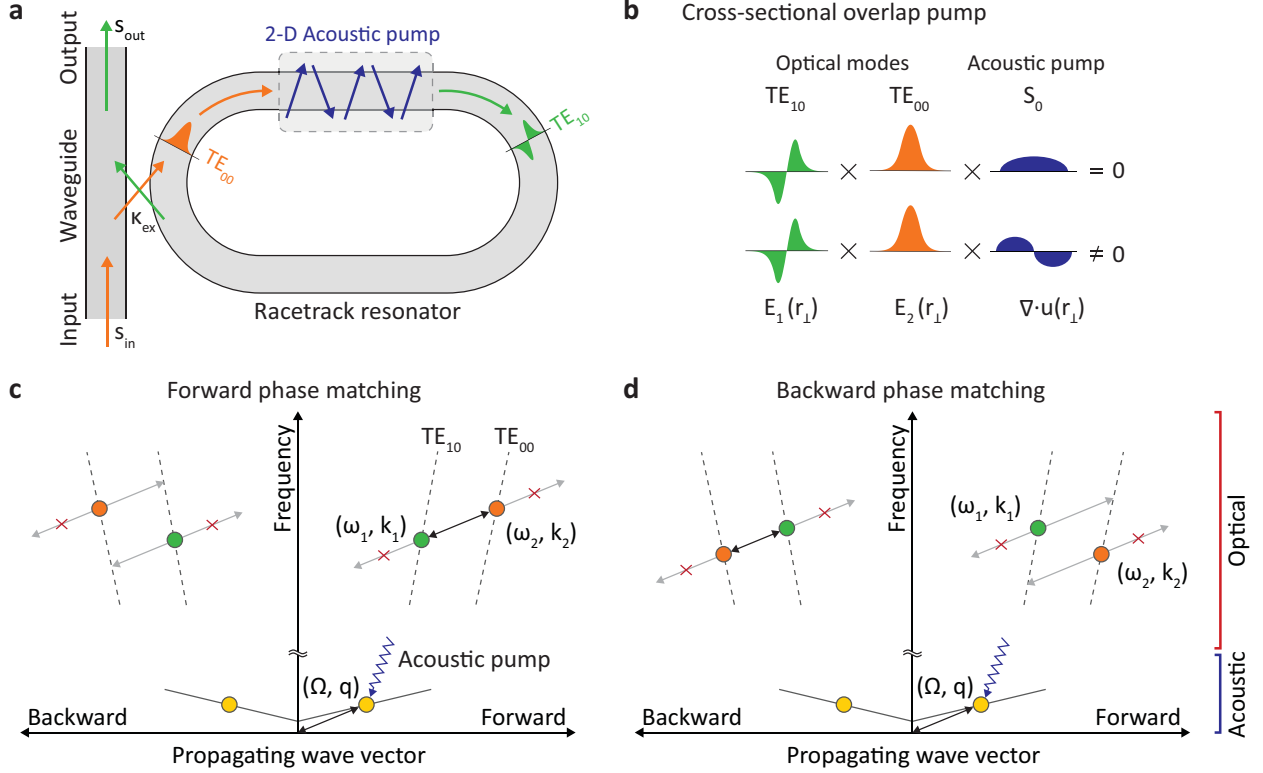 a
Output
Waveguide
Input
S_out
S_in
K_ex
2-D Acoustic pump
TE_00
TE_10
Racetrack resonator
b
Cross-sectional overlap pump
Optical modes
Acoustic pump
TE_10
TE_00
S_0
× × = 0
× × ≠ 0
E_1(r_⊥)
E_2(r_⊥)
∇·u(r_⊥)
c
Forward phase matching
Frequency
TE_10
TE_00
(ω_1, k_1)
(ω_2, k_2)
Acoustic pump
(Ω, q)
Backward
Forward
Propagating wave vector
d
Backward phase matching
Frequency
(ω_1, k_1)
(ω_2, k_2)
(Ω, q)
Backward
Forward
Propagating wave vector
Optical
Acoustic